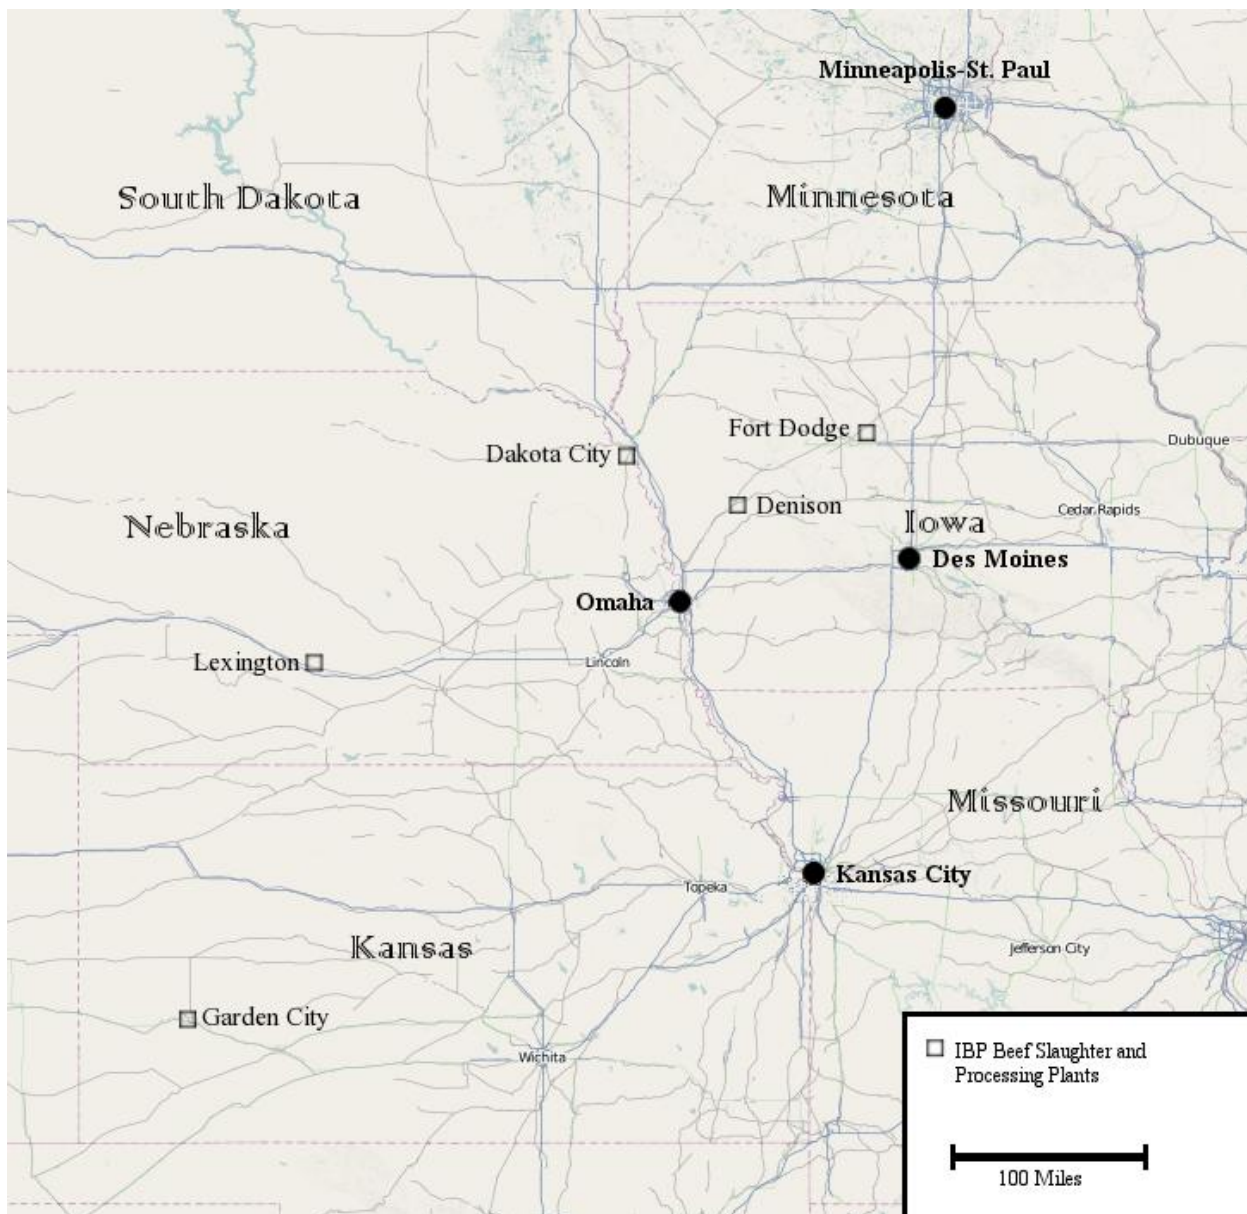 Minneapolis-St. Paul
South Dakota
Minnesota
Fort Dodge
Dubuque
Dakota City
Denison
Cedar Rapids
Nebraska
Iowa
Des Moines
Omaha
Lexington
Lincoln
Missouri
Kansas City
Topeka
Kansas
Jefferson City
Garden City
Wichita
IBP Beef Slaughter and
Processing Plants
100 Miles